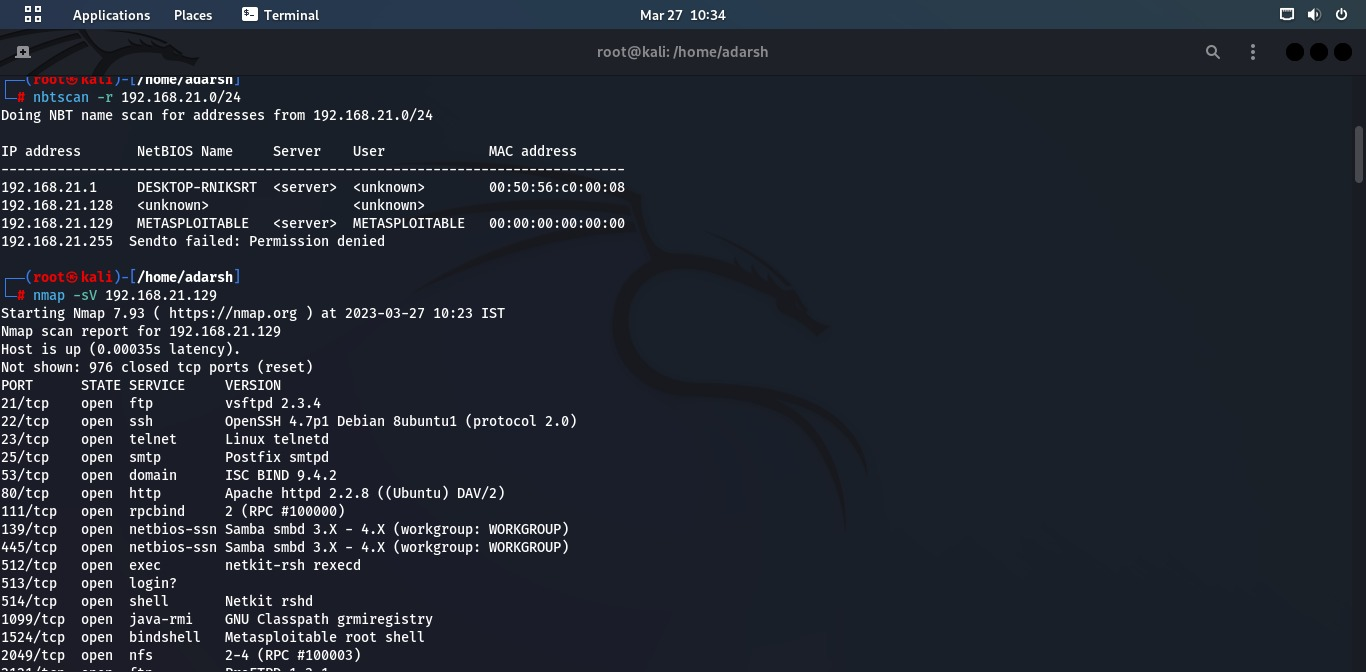 Applications Places Terminal Mar 27 10:34
root@kali: /home/adarsh
(root㉿kali)-[/home/adarsh]
# nbtscan -r 192.168.21.0/24
Doing NBT name scan for addresses from 192.168.21.0/24
IP address       NetBIOS Name     Server    User             MAC address
------------------------------------------------------------------------------
192.168.21.1     DESKTOP-RNIKSRT  <server>  <unknown>        00:50:56:c0:00:08
192.168.21.128   <unknown>                  <unknown>
192.168.21.129   METASPLOITABLE   <server>  METASPLOITABLE   00:00:00:00:00:00
192.168.21.255  Sendto failed: Permission denied
(root㉿kali)-[/home/adarsh]
# nmap -sV 192.168.21.129
Starting Nmap 7.93 ( https://nmap.org ) at 2023-03-27 10:23 IST
Nmap scan report for 192.168.21.129
Host is up (0.00035s latency).
Not shown: 976 closed tcp ports (reset)
PORT      STATE SERVICE     VERSION
21/tcp    open  ftp         vsftpd 2.3.4
22/tcp    open  ssh         OpenSSH 4.7p1 Debian 8ubuntu1 (protocol 2.0)
23/tcp    open  telnet      Linux telnetd
25/tcp    open  smtp        Postfix smtpd
53/tcp    open  domain      ISC BIND 9.4.2
80/tcp    open  http        Apache httpd 2.2.8 ((Ubuntu) DAV/2)
111/tcp   open  rpcbind     2 (RPC #100000)
139/tcp   open  netbios-ssn Samba smbd 3.X - 4.X (workgroup: WORKGROUP)
445/tcp   open  netbios-ssn Samba smbd 3.X - 4.X (workgroup: WORKGROUP)
512/tcp   open  exec        netkit-rsh rexecd
513/tcp   open  login?
514/tcp   open  shell       Netkit rshd
1099/tcp  open  java-rmi    GNU Classpath grmiregistry
1524/tcp  open  bindshell   Metasploitable root shell
2049/tcp  open  nfs         2-4 (RPC #100003)